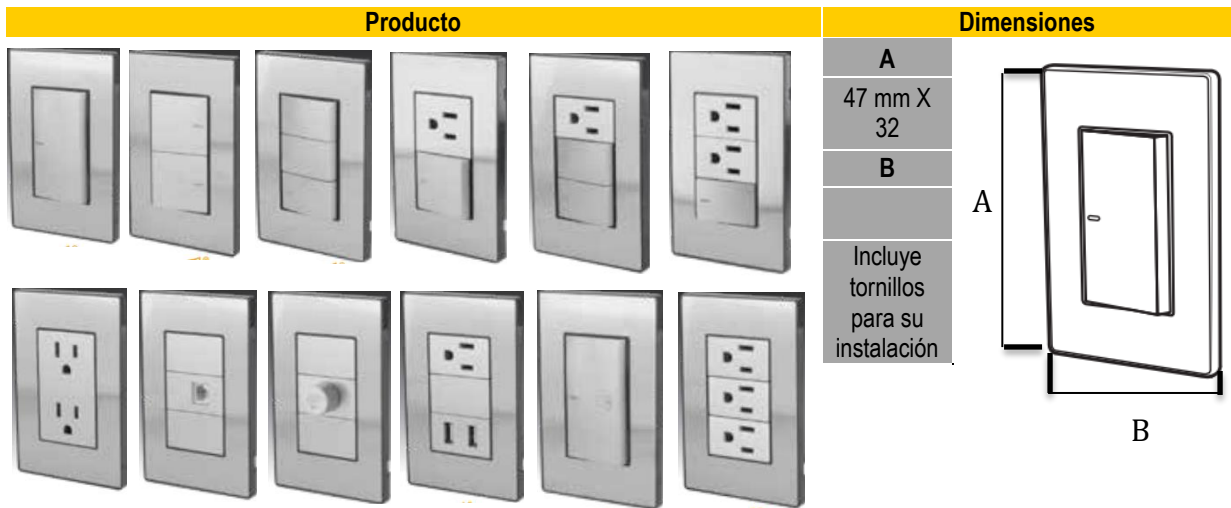 Producto
Dimensiones
A
47 mm X
32
B
Incluye
tornillos
para su
instalación
A
B